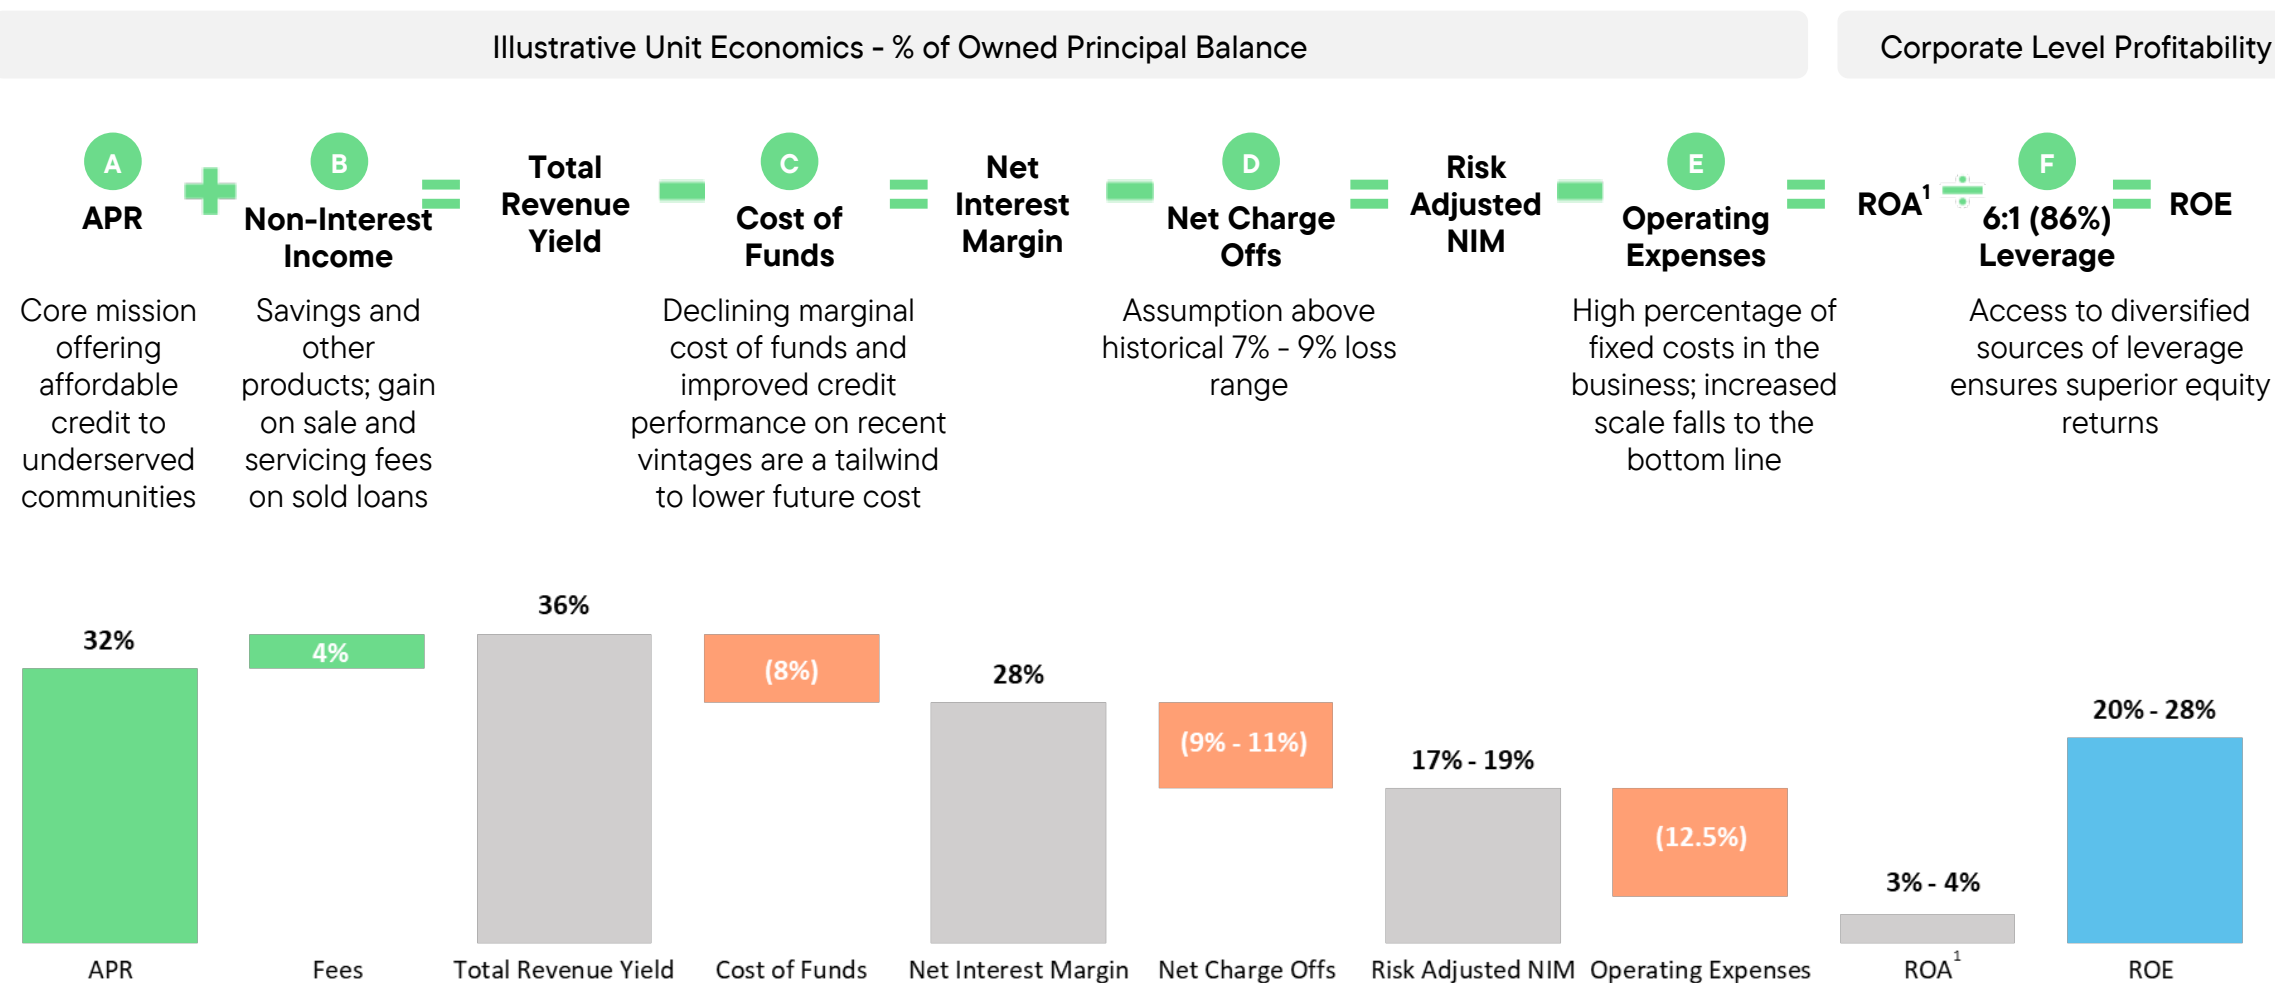 Illustrative Unit Economics - % of Owned Principal Balance
Corporate Level Profitability
A
APR
Core mission
offering
affordable
credit to
underserved
communities
B
Non-Interest
Income
Savings and
other
products; gain
on sale and
servicing fees
on sold loans
Total
Revenue
Yield
C
Cost of
Funds
Declining marginal
cost of funds and
improved credit
performance on recent
vintages are a tailwind
to lower future cost
Net
Interest
Margin
D
Net Charge
Offs
Assumption above
historical 7% - 9% loss
range
Risk
Adjusted
NIM
E
Operating
Expenses
High percentage of
fixed costs in the
business; increased
scale falls to the
bottom line
ROA¹
F
6:1 (86%)
Leverage
Access to diversified
sources of leverage
ensures superior equity
returns
ROE
32%
4%
36%
(8%)
28%
(9% - 11%)
17% - 19%
(12.5%)
3% - 4%
20% - 28%
APR
Fees
Total Revenue Yield
Cost of Funds
Net Interest Margin
Net Charge Offs
Risk Adjusted NIM
Operating Expenses
ROA¹
ROE